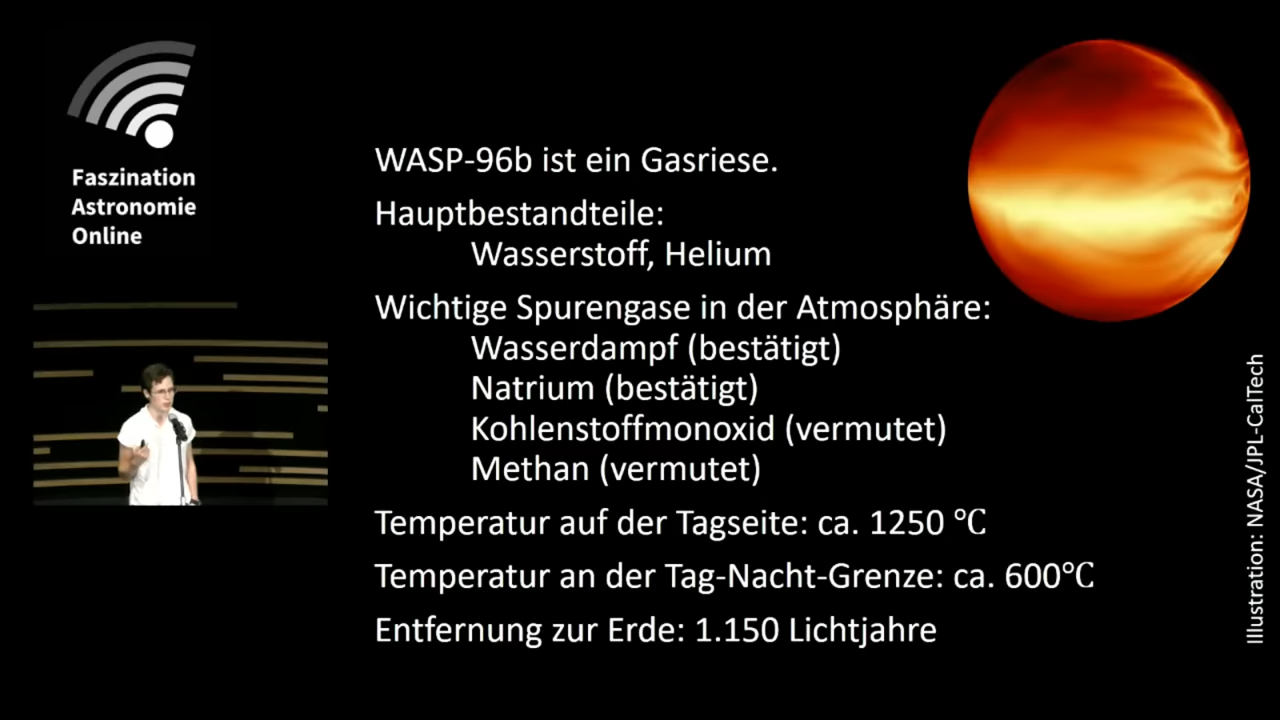 Faszination
Astronomie
Online
WASP-96b ist ein Gasriese.
Hauptbestandteile:
Wasserstoff, Helium
Wichtige Spurengase in der Atmosphäre:
Wasserdampf (bestätigt)
Natrium (bestätigt)
Kohlenstoffmonoxid (vermutet)
Methan (vermutet)
Temperatur auf der Tagseite: ca. 1250 ℃
Temperatur an der Tag-Nacht-Grenze: ca. 600℃
Entfernung zur Erde: 1.150 Lichtjahre
Illustration: NASA/JPL-CalTech